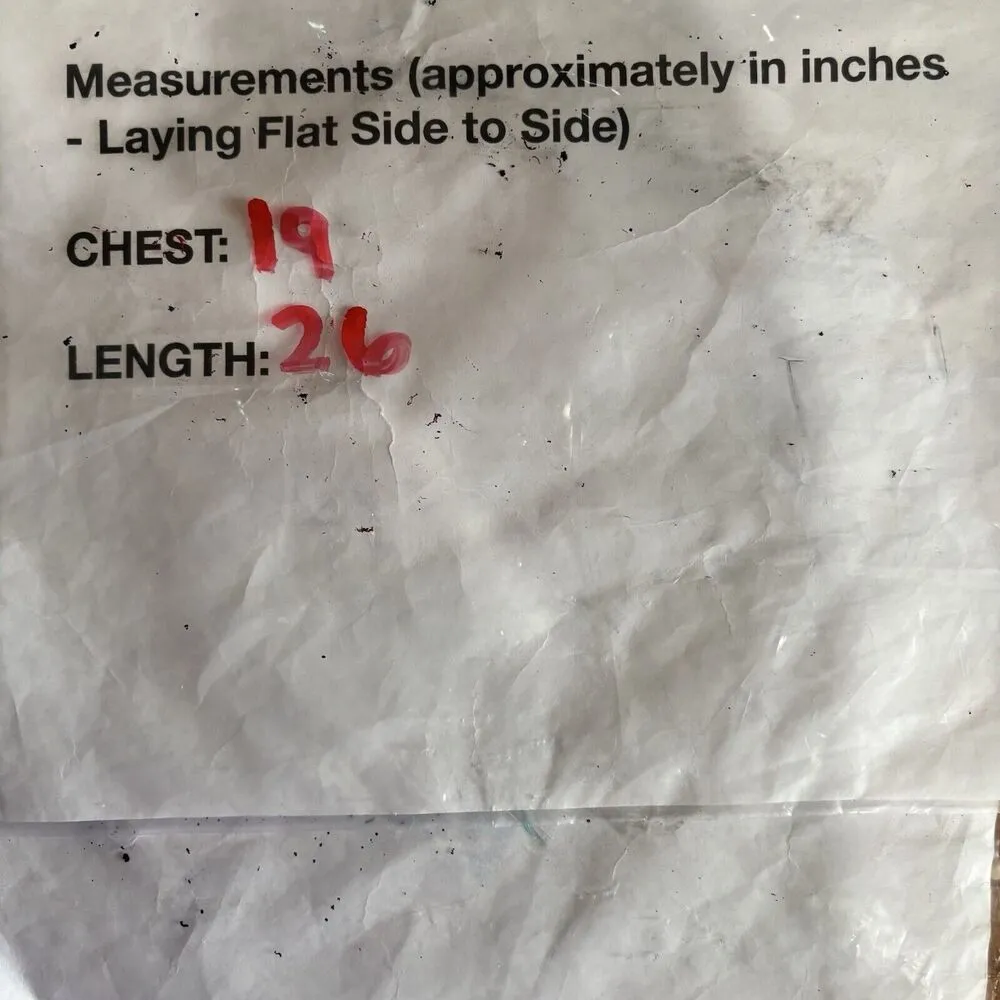 Measurements (approximately in inches
- Laying Flat Side to Side)
CHEST: 19
LENGTH: 26